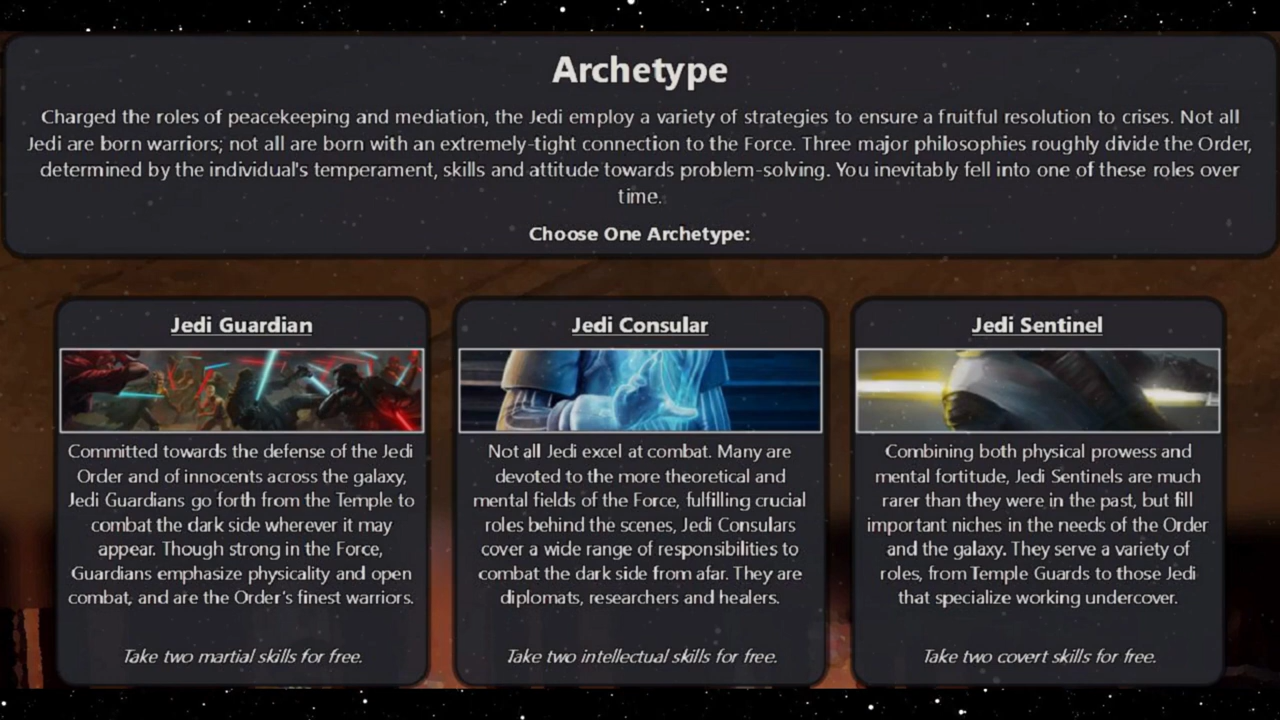 Archetype
Charged the roles of peacekeeping and mediation, the Jedi employ a variety of strategies to ensure a fruitful resolution to crises. Not all
Jedi are born warriors; not all are born with an extremely-tight connection to the Force. Three major philosophies roughly divide the Order,
determined by the individual's temperament, skills and attitude towards problem-solving. You inevitably fell into one of these roles over
time.
Choose One Archetype:
Jedi Guardian
Committed towards the defense of the Jedi
Order and of innocents across the galaxy,
Jedi Guardians go forth from the Temple to
combat the dark side wherever it may
appear. Though strong in the Force,
Guardians emphasize physicality and open
combat, and are the Order's finest warriors.
Take two martial skills for free.
Jedi Consular
Not all Jedi excel at combat. Many are
devoted to the more theoretical and
mental fields of the Force, fulfilling crucial
roles behind the scenes, Jedi Consulars
cover a wide range of responsibilities to
combat the dark side from afar. They are
diplomats, researchers and healers.
Take two intellectual skills for free.
Jedi Sentinel
Combining both physical prowess and
mental fortitude, Jedi Sentinels are much
rarer than they were in the past, but fill
important niches in the needs of the Order
and the galaxy. They serve a variety of
roles, from Temple Guards to those Jedi
that specialize working undercover.
Take two covert skills for free.